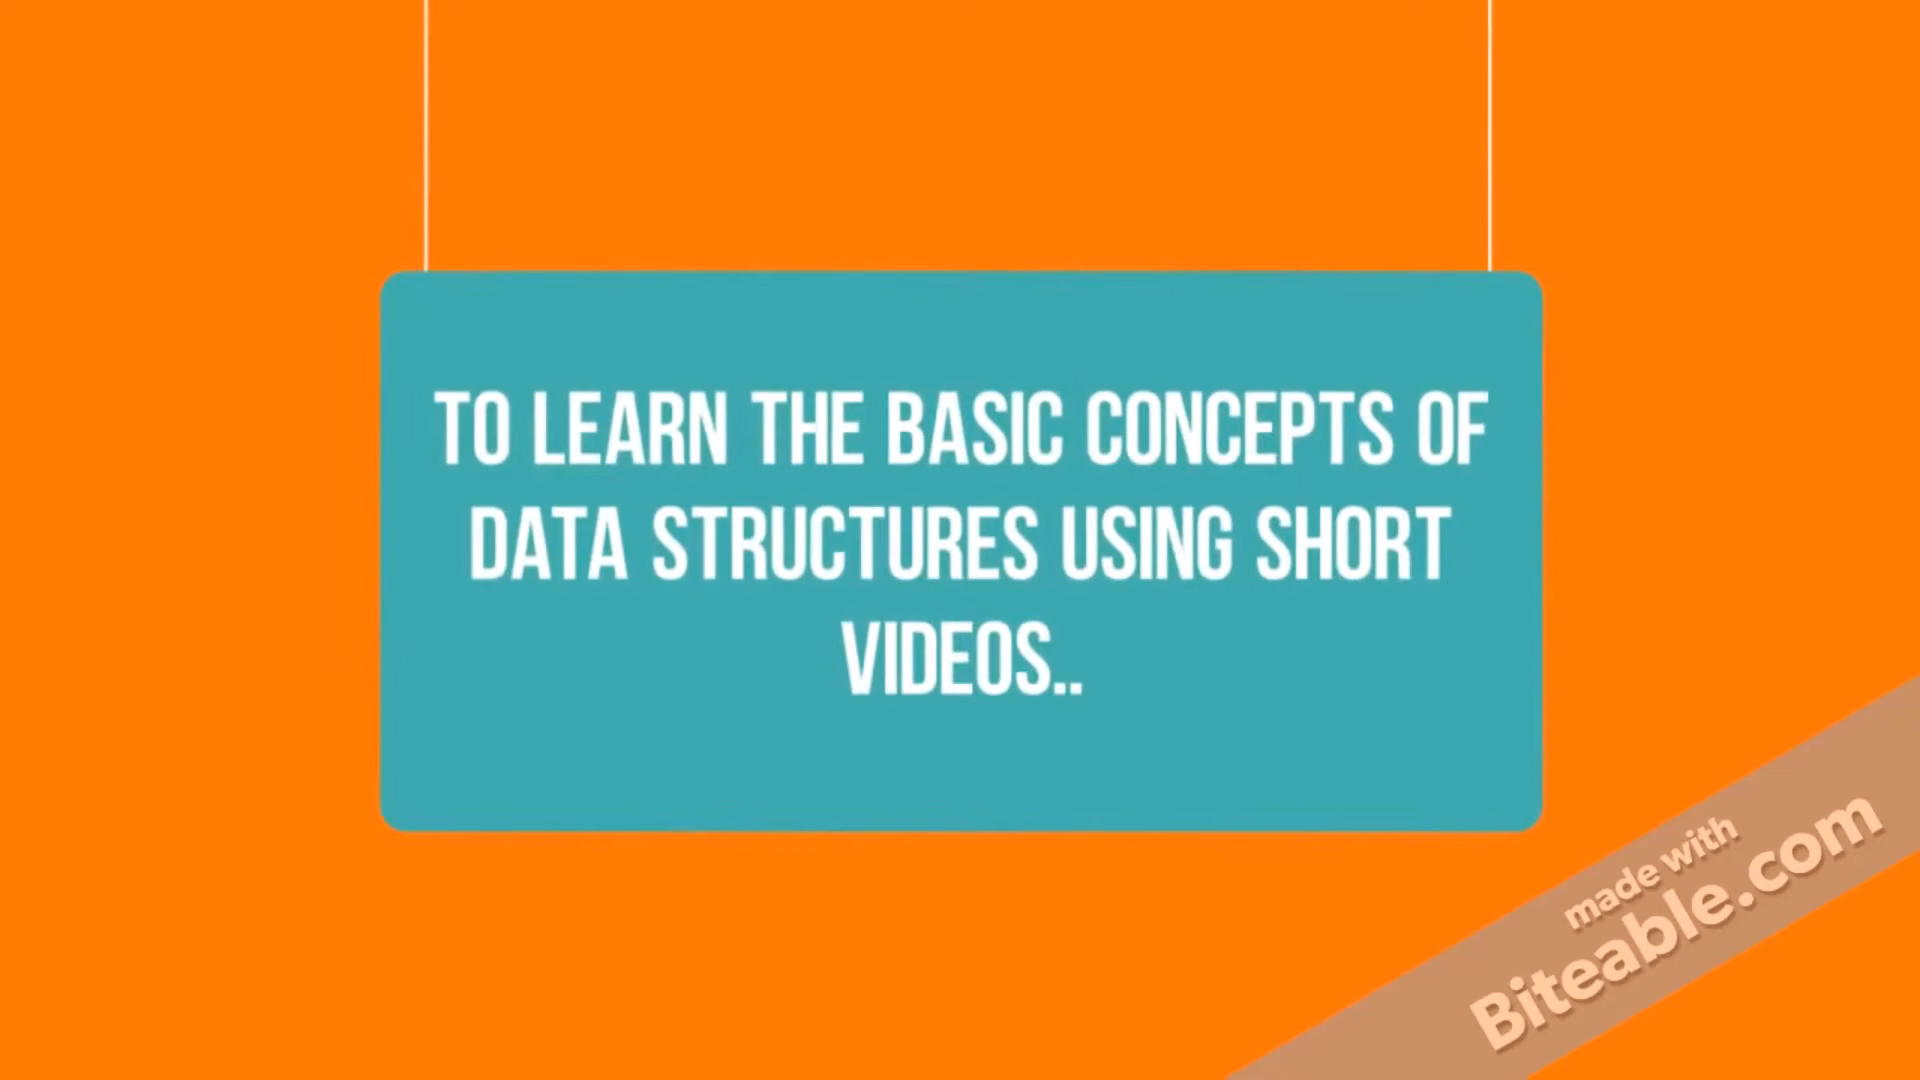 TO LEARN THE BASIC CONCEPTS OF
DATA STRUCTURES USING SHORT
VIDEOS..
made with
Biteable.com